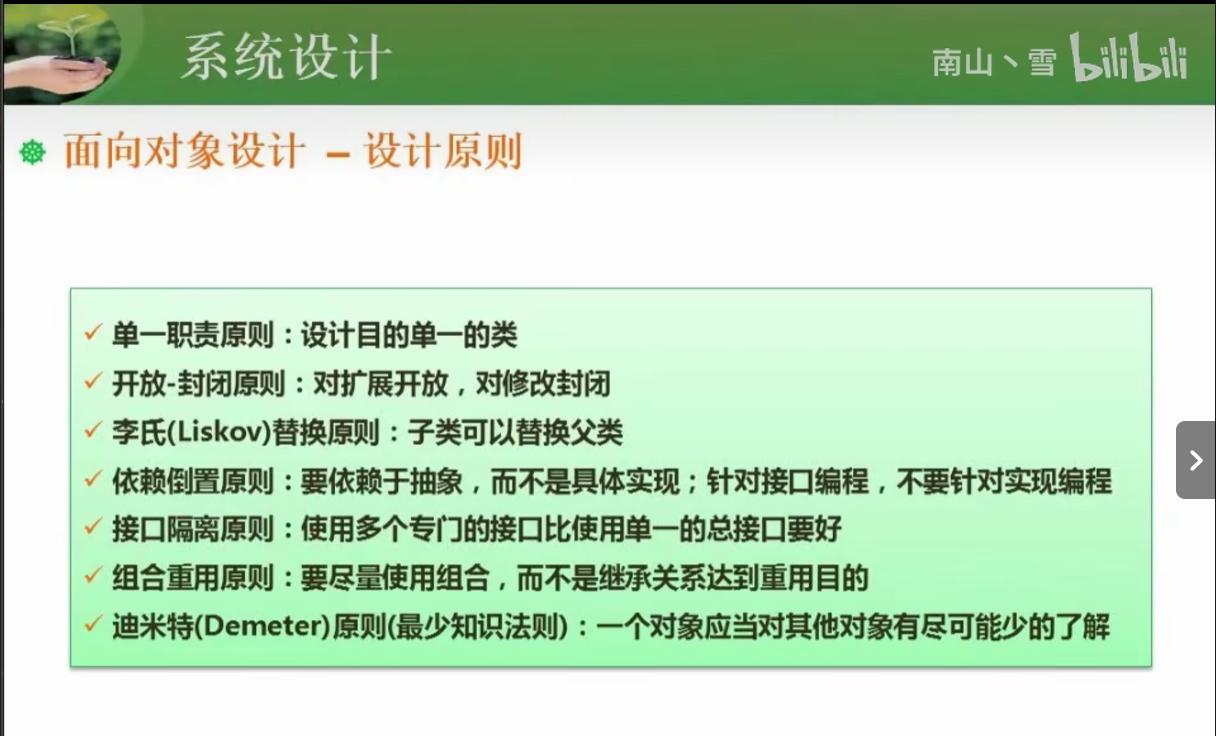 系统设计
南山丶雪 bilibili
面向对象设计 – 设计原则
✓ 单一职责原则：设计目的单一的类
✓ 开放-封闭原则：对扩展开放，对修改封闭
✓ 李氏(Liskov)替换原则：子类可以替换父类
✓ 依赖倒置原则：要依赖于抽象，而不是具体实现；针对接口编程，不要针对实现编程
✓ 接口隔离原则：使用多个专门的接口比使用单一的总接口要好
✓ 组合重用原则：要尽量使用组合，而不是继承关系达到重用目的
✓ 迪米特(Demeter)原则(最少知识法则)：一个对象应当对其他对象有尽可能少的了解